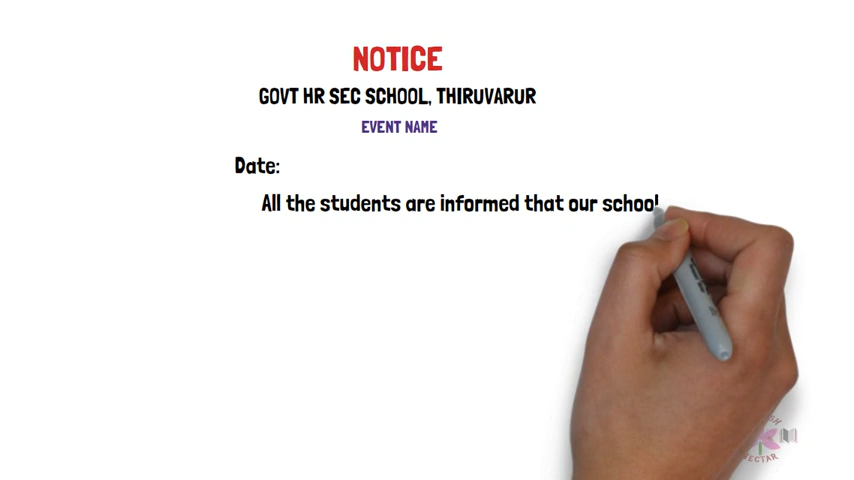 NOTICE
GOVT HR SEC SCHOOL, THIRUVARUR
EVENT NAME
Date:
All the students are informed that our school